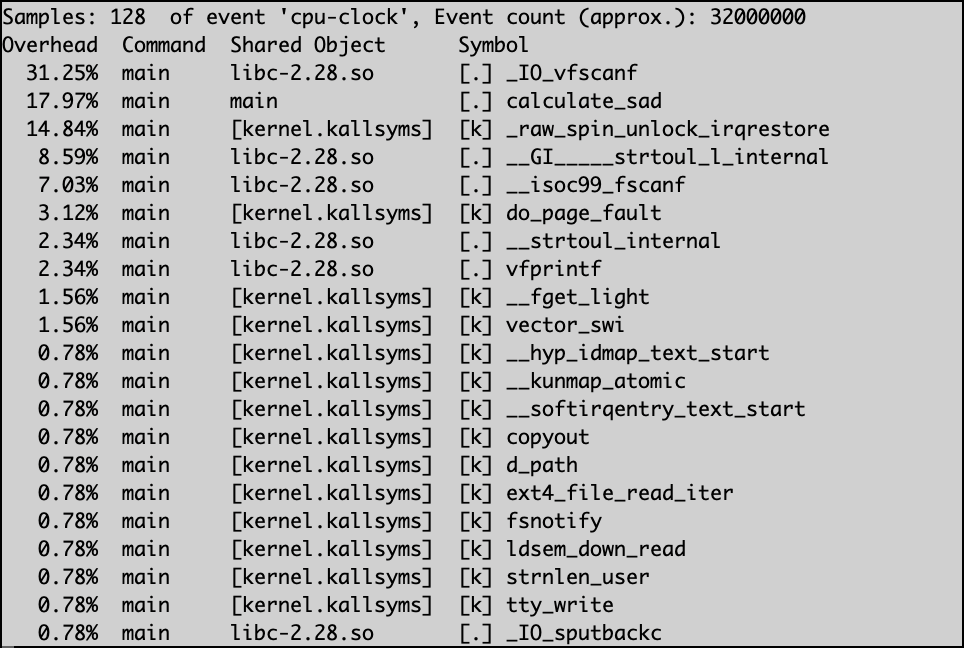 Samples: 128  of event 'cpu-clock', Event count (approx.): 32000000
Overhead  Command  Shared Object      Symbol
  31.25%  main     libc-2.28.so       [.] _IO_vfscanf
  17.97%  main     main               [.] calculate_sad
  14.84%  main     [kernel.kallsyms]  [k] _raw_spin_unlock_irqrestore
   8.59%  main     libc-2.28.so       [.] __GI_____strtoul_l_internal
   7.03%  main     libc-2.28.so       [.] __isoc99_fscanf
   3.12%  main     [kernel.kallsyms]  [k] do_page_fault
   2.34%  main     libc-2.28.so       [.] __strtoul_internal
   2.34%  main     libc-2.28.so       [.] vfprintf
   1.56%  main     [kernel.kallsyms]  [k] __fget_light
   1.56%  main     [kernel.kallsyms]  [k] vector_swi
   0.78%  main     [kernel.kallsyms]  [k] __hyp_idmap_text_start
   0.78%  main     [kernel.kallsyms]  [k] __kunmap_atomic
   0.78%  main     [kernel.kallsyms]  [k] __softirqentry_text_start
   0.78%  main     [kernel.kallsyms]  [k] copyout
   0.78%  main     [kernel.kallsyms]  [k] d_path
   0.78%  main     [kernel.kallsyms]  [k] ext4_file_read_iter
   0.78%  main     [kernel.kallsyms]  [k] fsnotify
   0.78%  main     [kernel.kallsyms]  [k] ldsem_down_read
   0.78%  main     [kernel.kallsyms]  [k] strnlen_user
   0.78%  main     [kernel.kallsyms]  [k] tty_write
   0.78%  main     libc-2.28.so       [.] _IO_sputbackc